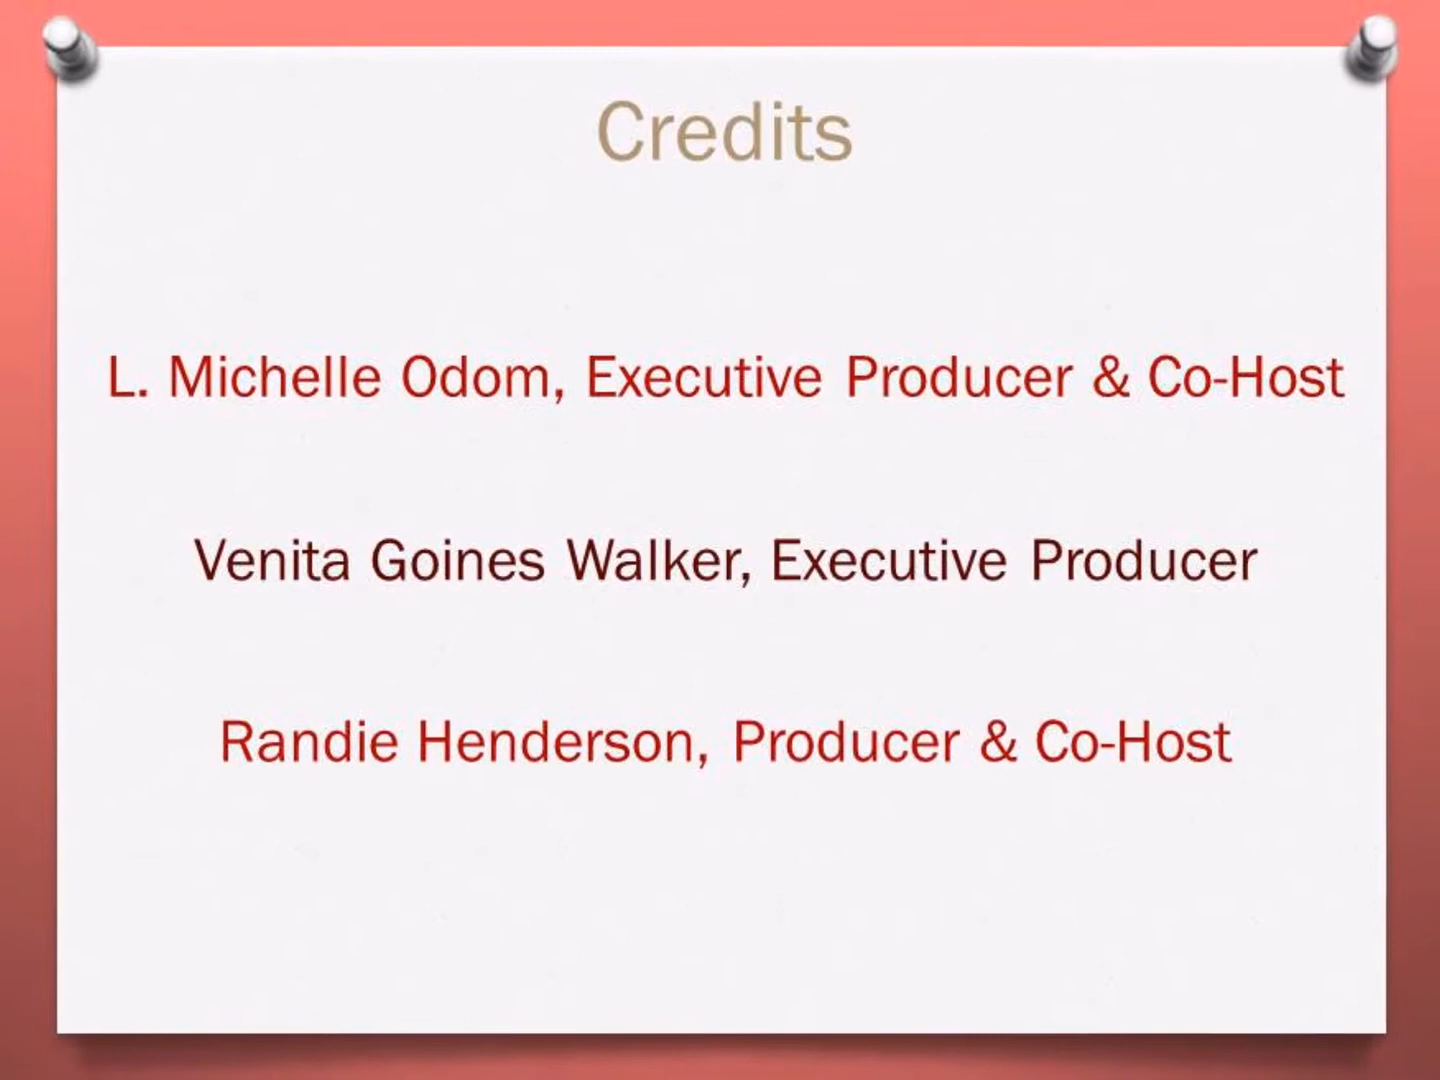 Credits
L. Michelle Odom, Executive Producer & Co-Host
Venita Goines Walker, Executive Producer
Randie Henderson, Producer & Co-Host